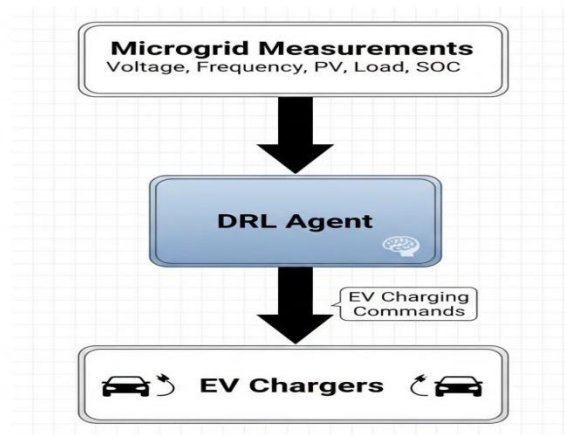 Microgrid Measurements
Voltage, Frequency, PV, Load, SOC
DRL Agent
EV Charging
Commands
EV Chargers